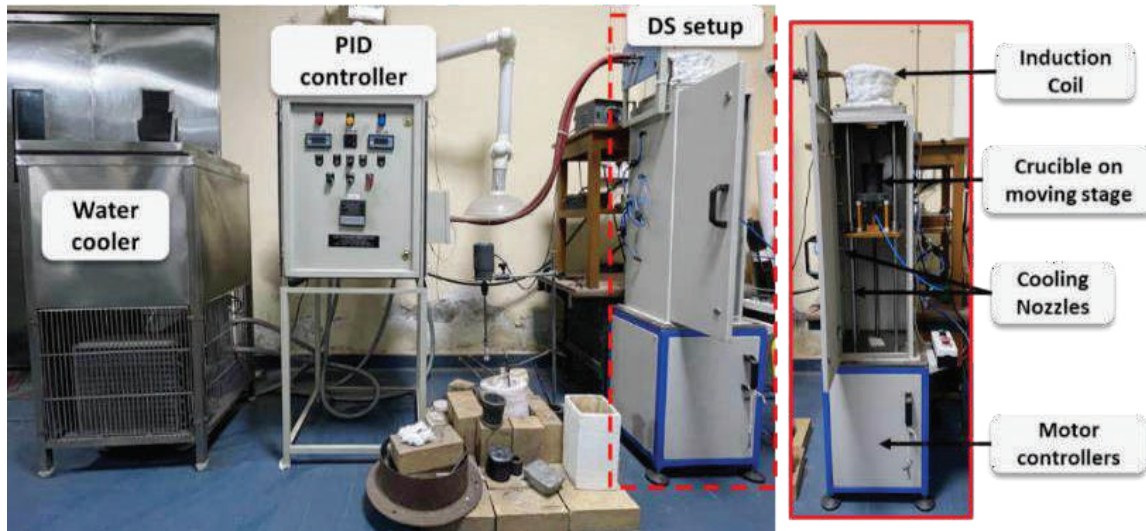 PID
controller
DS setup
Water
cooler
Induction
Coil
Crucible on
moving stage
Cooling
Nozzles
Motor
controllers